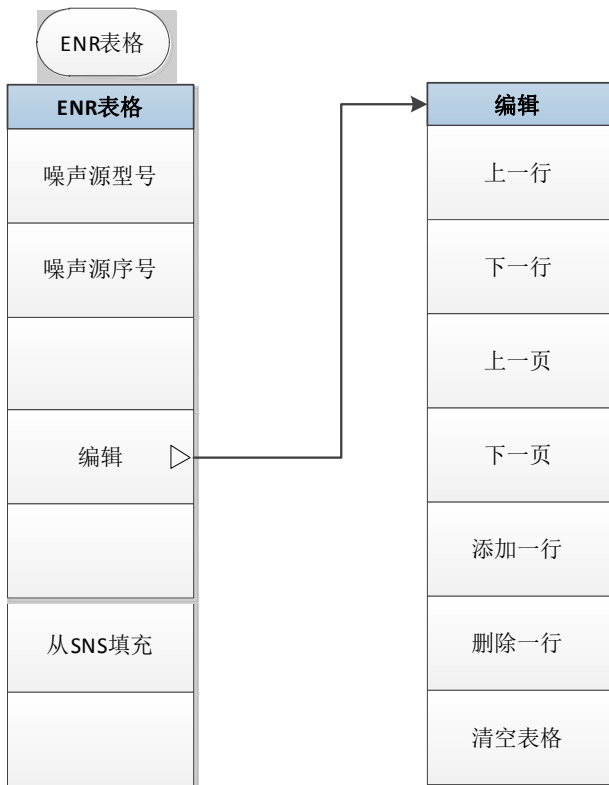 ENR表格
ENR表格
噪声源型号
噪声源序号
编辑
从SNS填充
编辑
上一行
下一行
上一页
下一页
添加一行
删除一行
清空表格